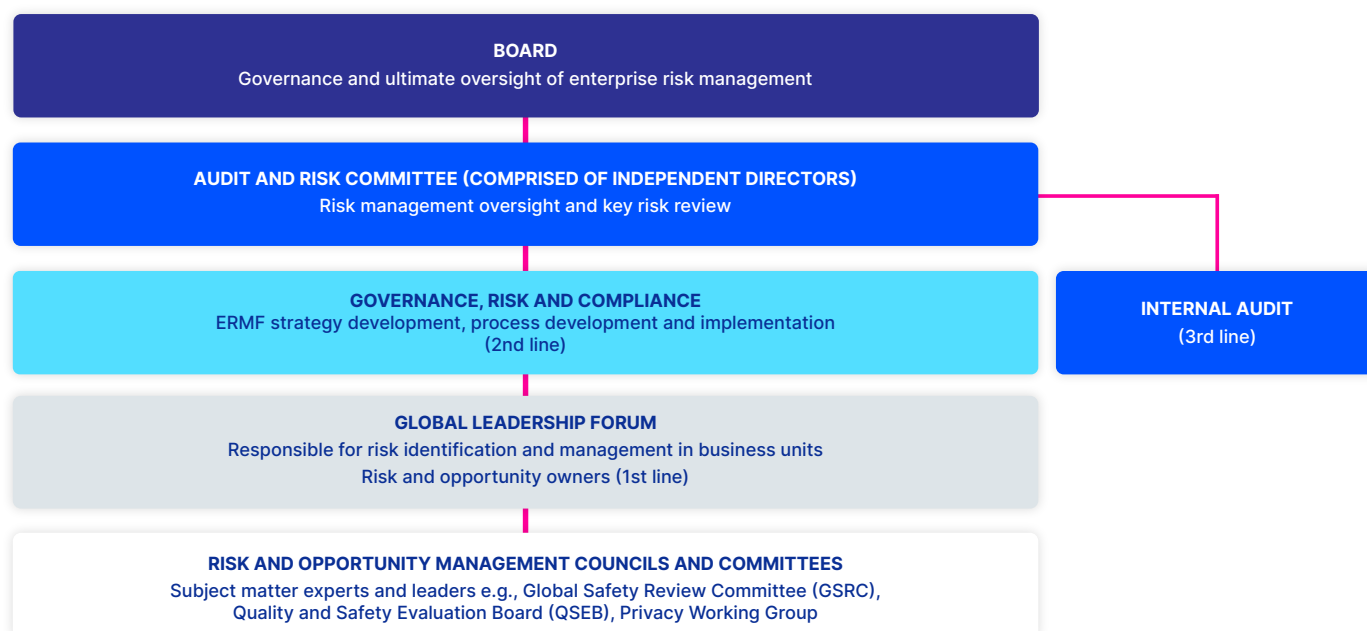 BOARD
Governance and ultimate oversight of enterprise risk management
AUDIT AND RISK COMMITTEE (COMPRISED OF INDEPENDENT DIRECTORS)
Risk management oversight and key risk review
GOVERNANCE, RISK AND COMPLIANCE
ERMF strategy development, process development and implementation
(2nd line)
INTERNAL AUDIT
(3rd line)
GLOBAL LEADERSHIP FORUM
Responsible for risk identification and management in business units
Risk and opportunity owners (1st line)
RISK AND OPPORTUNITY MANAGEMENT COUNCILS AND COMMITTEES
Subject matter experts and leaders e.g., Global Safety Review Committee (GSRC),
Quality and Safety Evaluation Board (QSEB), Privacy Working Group